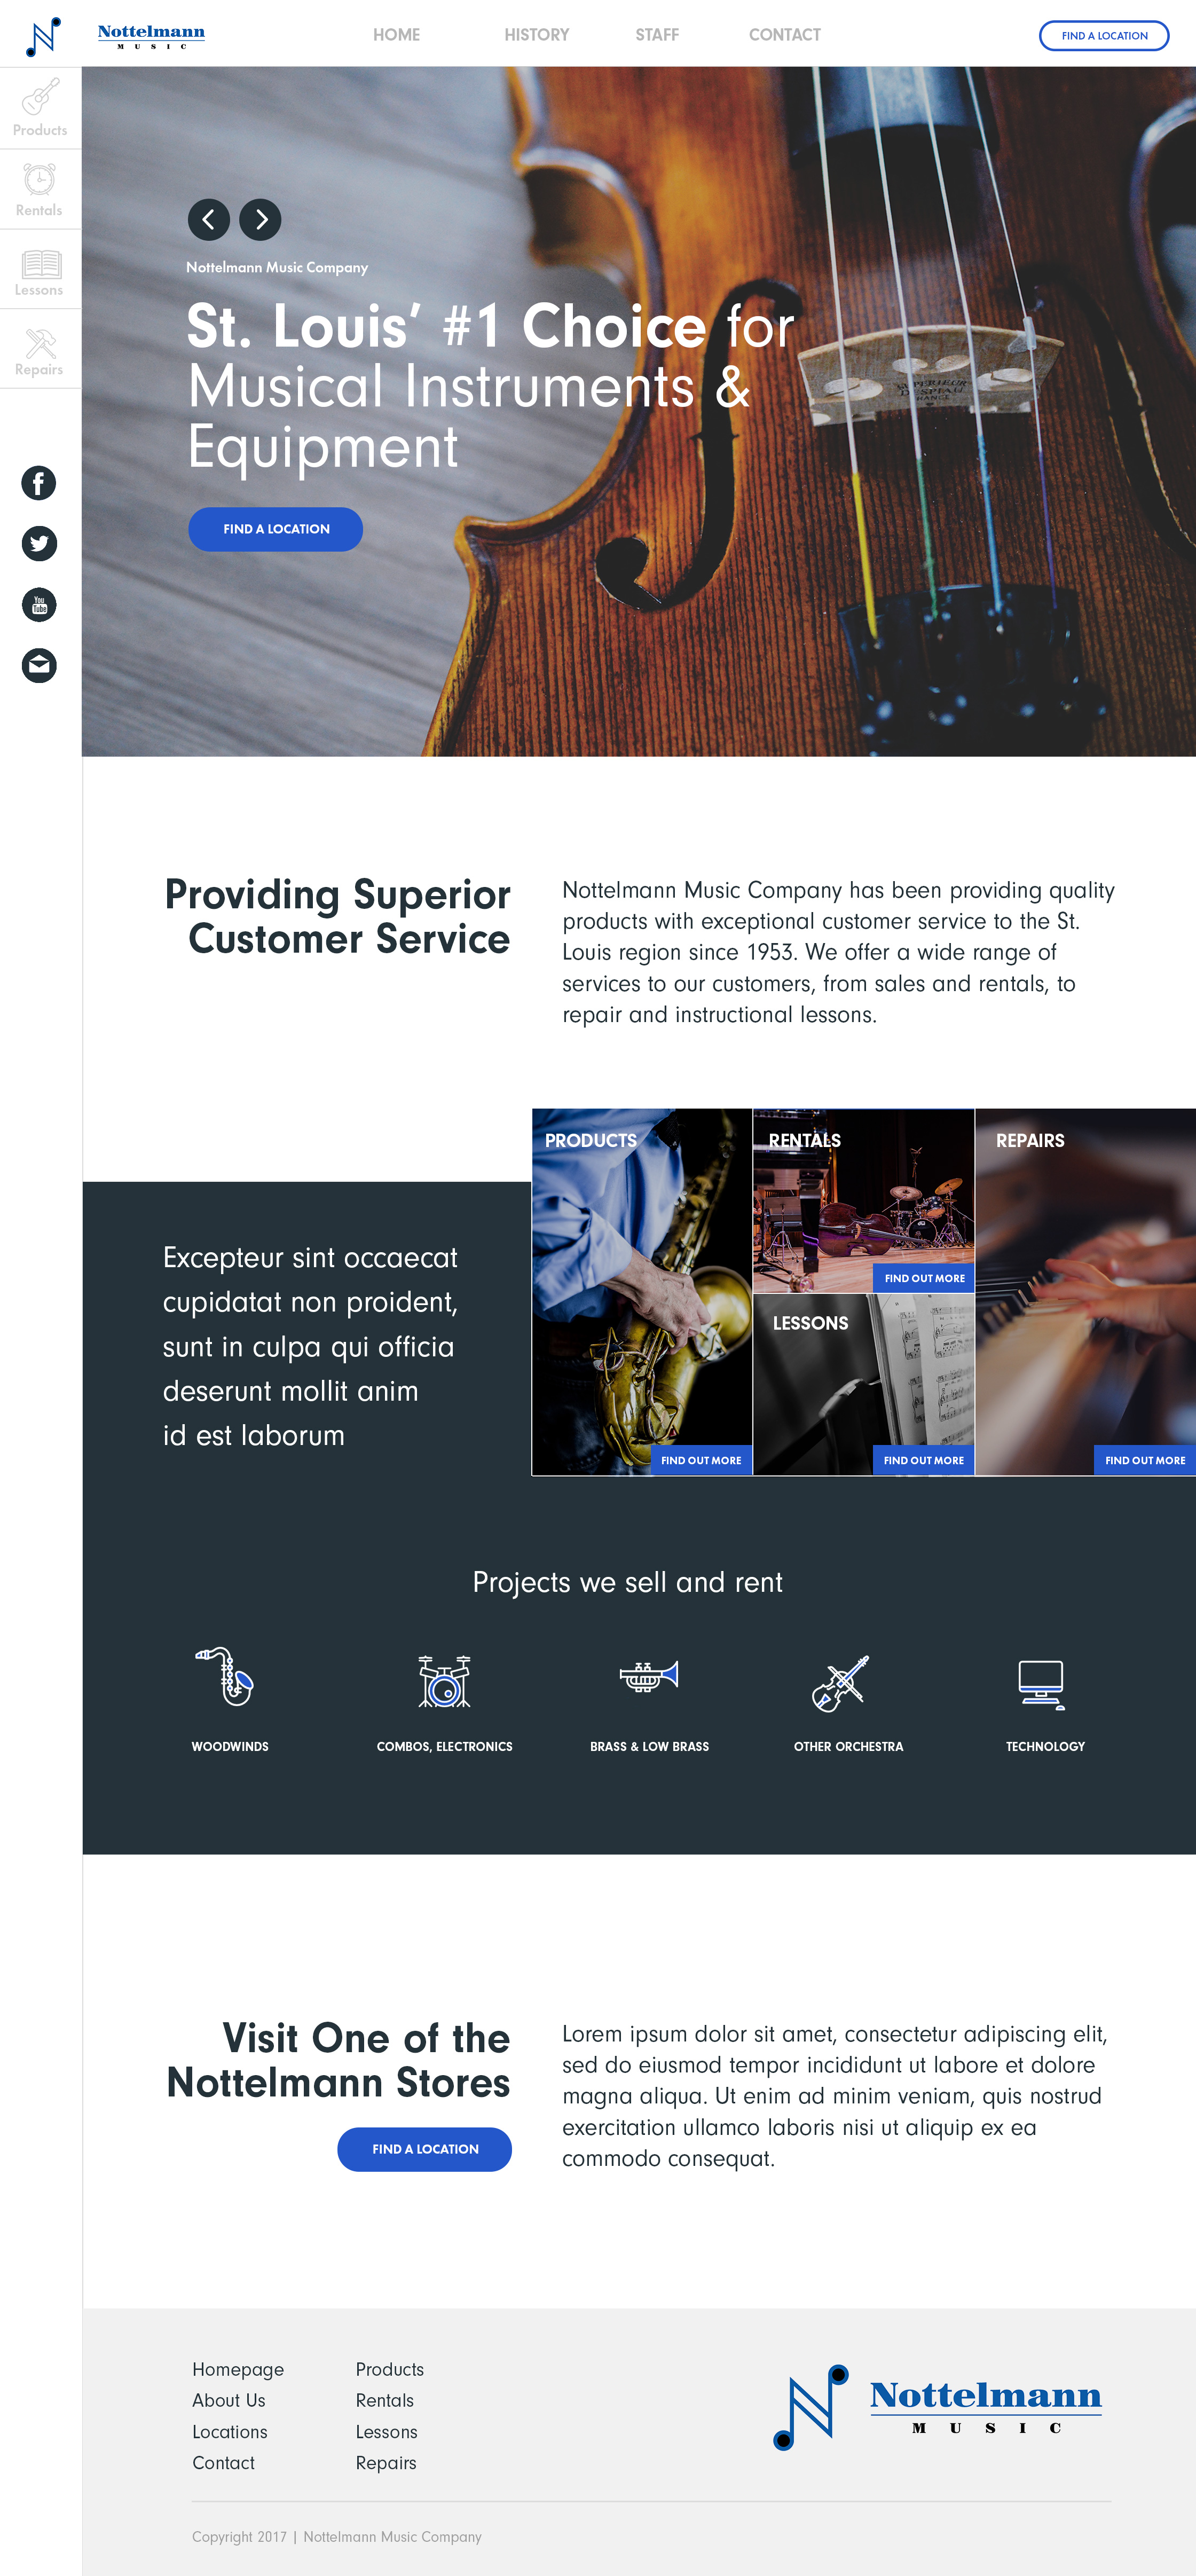 Nottelmann
MUSIC
HOME
HISTORY
STAFF
CONTACT
FIND A LOCATION
Products
Rentals
Lessons
Repairs
You
Tube
Nottelmann Music Company
St. Louis’ #1 Choice for
Musical Instruments &
Equipment
FIND A LOCATION
SUPERIEUR
DESPIAU
FRANCE
Providing Superior
Customer Service
Nottelmann Music Company has been providing quality
products with exceptional customer service to the St.
Louis region since 1953. We offer a wide range of
services to our customers, from sales and rentals, to
repair and instructional lessons.
Excepteur sint occaecat
cupidatat non proident,
sunt in culpa qui officia
deserunt mollit anim
id est laborum
PRODUCTS
FIND OUT MORE
RENTALS
FIND OUT MORE
LESSONS
FIND OUT MORE
REPAIRS
FIND OUT MORE
Projects we sell and rent
WOODWINDS
COMBOS, ELECTRONICS
BRASS & LOW BRASS
OTHER ORCHESTRA
TECHNOLOGY
Visit One of the
Nottelmann Stores
FIND A LOCATION
Lorem ipsum dolor sit amet, consectetur adipiscing elit,
sed do eiusmod tempor incididunt ut labore et dolore
magna aliqua. Ut enim ad minim veniam, quis nostrud
exercitation ullamco laboris nisi ut aliquip ex ea
commodo consequat.
Homepage
About Us
Locations
Contact
Products
Rentals
Lessons
Repairs
Nottelmann
MUSIC
Copyright 2017 | Nottelmann Music Company